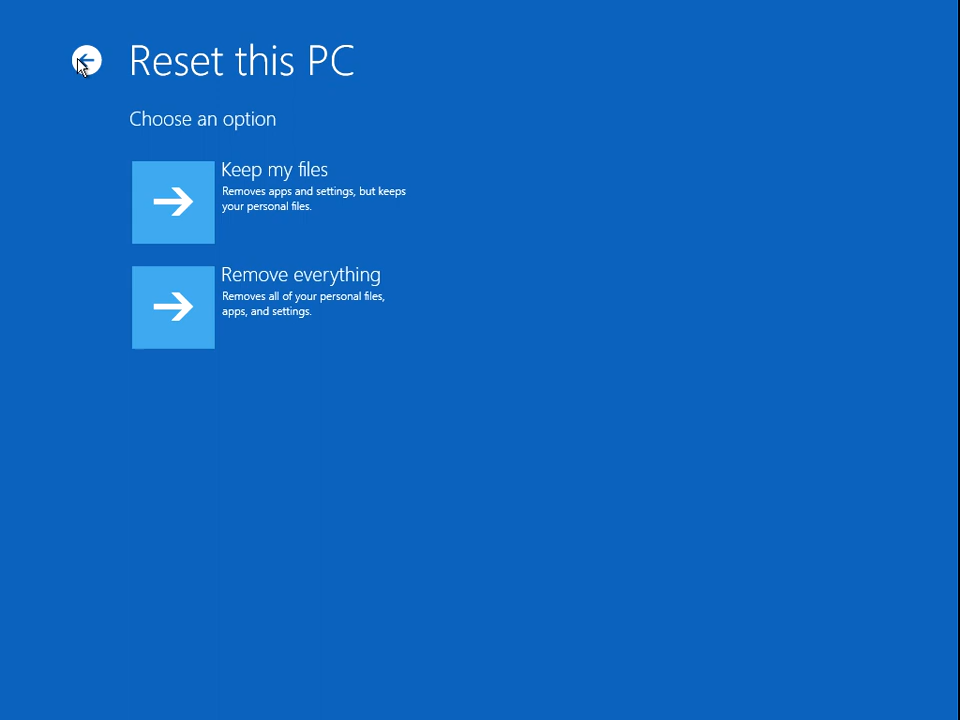 Reset this PC
Choose an option
Keep my files
Removes apps and settings, but keeps
your personal files.
Remove everything
Removes all of your personal files,
apps, and settings.